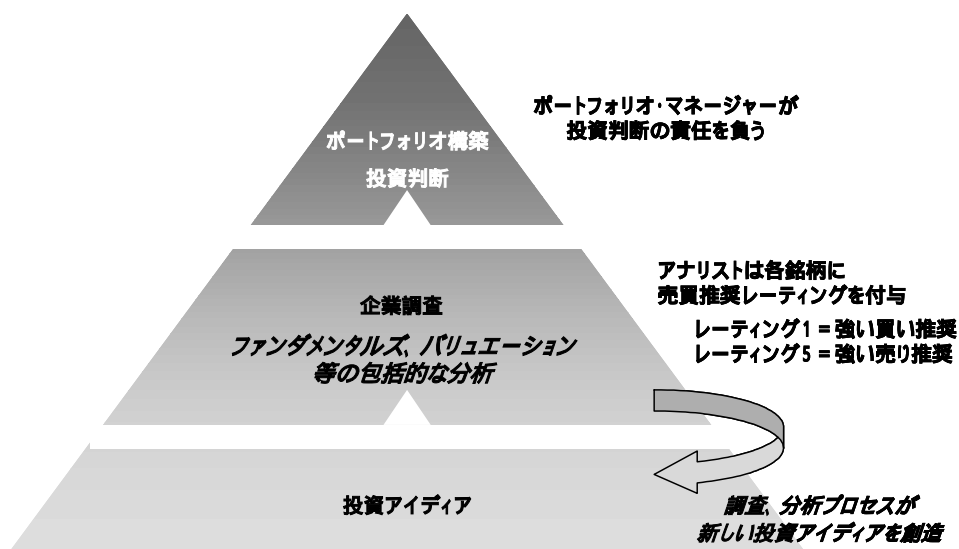 ポートフォリオ構築
投資判断
ポートフォリオ・マネージャーが
投資判断の責任を負う
企業調査
ファンダメンタルズ、バリュエーション
等の包括的な分析
アナリストは各銘柄に
売買推奨レーティングを付与
レーティング1 = 強い買い推奨
レーティング5 = 強い売り推奨
投資アイディア
調査、分析プロセスが
新しい投資アイディアを創造